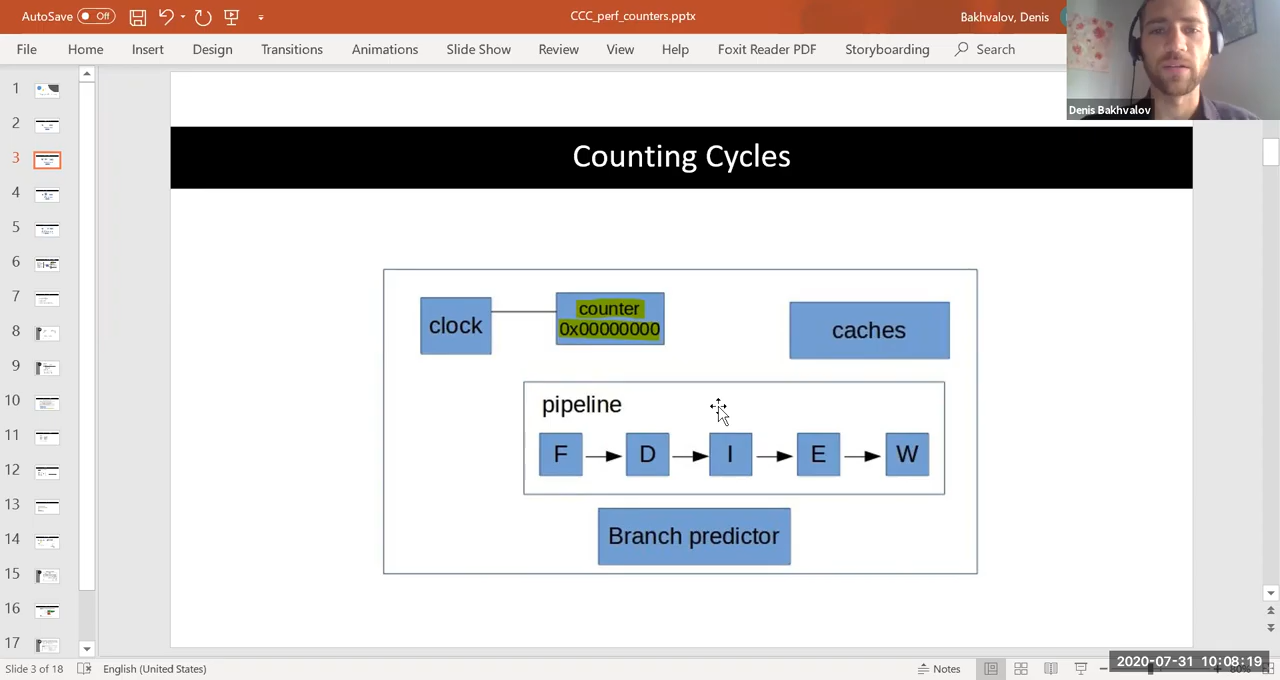 AutoSave Off
CCC_perf_counters.pptx
Bakhvalov, Denis
File Home Insert Design Transitions Animations Slide Show Review View Help Foxit Reader PDF Storyboarding Search
Denis Bakhvalov
1
2
3
4
5
6
7
8
9
10
11
12
13
14
15
16
17
Counting Cycles
clock
counter
0x00000000
caches
pipeline
F D I E W
Branch predictor
Slide 3 of 18 English (United States) Notes
2020-07-31 10:08:19